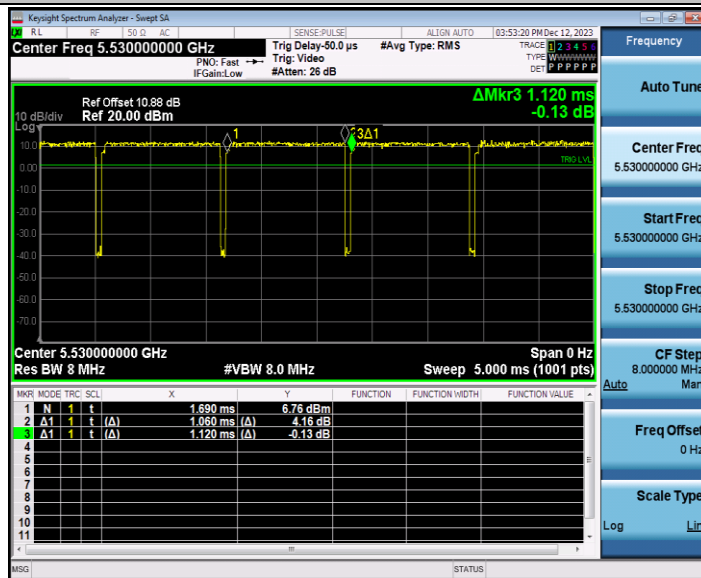 Keysight Spectrum Analyzer - Swept SA
RL RF 50 Ω AC SENSE:PULSE ALIGN AUTO 03:53:20 PM Dec 12, 2023
Center Freq 5.530000000 GHz
PNO: Fast
IFGain:Low
Trig Delay-50.0 µs
Trig: Video
#Atten: 26 dB
#Avg Type: RMS
TRACE 1 2 3 4 5 6
TYPE WWWWWW
DET P P P P P P
Frequency
Auto Tune
Center Freq
5.530000000 GHz
Start Freq
5.530000000 GHz
Stop Freq
5.530000000 GHz
CF Step
8.000000 MHz
Auto Man
Freq Offset
0 Hz
Scale Type
Log Lin
ΔMkr3 1.120 ms
-0.13 dB
Ref Offset 10.88 dB
10 dB/div Ref 20.00 dBm
Log
1
3Δ1
TRIG LVL
10.0
0.00
-10.0
-20.0
-30.0
-40.0
-50.0
-60.0
-70.0
Center 5.530000000 GHz Span 0 Hz
Res BW 8 MHz #VBW 8.0 MHz Sweep 5.000 ms (1001 pts)
MKR MODE TRC SCL X Y FUNCTION FUNCTION WIDTH FUNCTION VALUE
1 N 1 t 1.690 ms 6.76 dBm
2 Δ1 1 t (Δ) 1.060 ms (Δ) 4.16 dB
3 Δ1 1 t (Δ) 1.120 ms (Δ) -0.13 dB
4
5
6
7
8
9
10
11
MSG STATUS